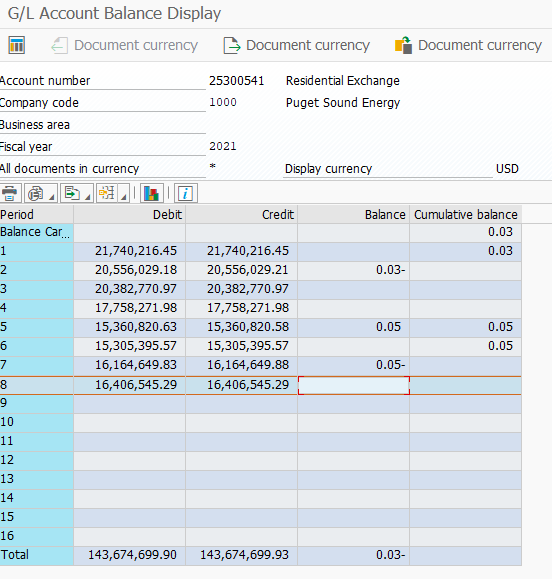 G/L Account Balance Display
Document currency Document currency Document currency
Account number 25300541 Residential Exchange
Company code 1000 Puget Sound Energy
Business area
Fiscal year 2021
All documents in currency * Display currency USD
Period Debit Credit Balance Cumulative balance
Balance Car... 0.03
1 21,740,216.45 21,740,216.45 0.03
2 20,556,029.18 20,556,029.21 0.03-
3 20,382,770.97 20,382,770.97
4 17,758,271.98 17,758,271.98
5 15,360,820.63 15,360,820.58 0.05 0.05
6 15,305,395.57 15,305,395.57 0.05
7 16,164,649.83 16,164,649.88 0.05-
8 16,406,545.29 16,406,545.29
9
10
11
12
13
14
15
16
Total 143,674,699.90 143,674,699.93 0.03-